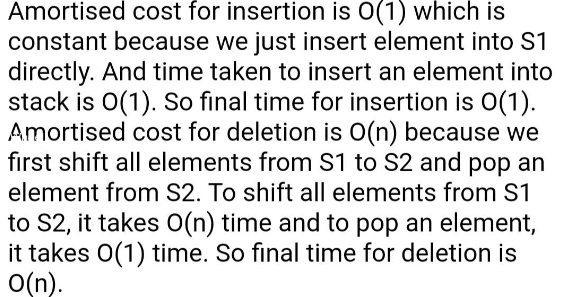 Amortised cost for insertion is O(1) which is
constant because we just insert element into S1
directly. And time taken to insert an element into
stack is O(1). So final time for insertion is O(1).
Amortised cost for deletion is O(n) because we
first shift all elements from S1 to S2 and pop an
element from S2. To shift all elements from S1
to S2, it takes O(n) time and to pop an element,
it takes O(1) time. So final time for deletion is
O(n).